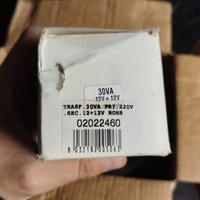 30VA
12V + 12V
TRASF.30VA PRI/220V
.SEC.12+12V ROHS
02022460